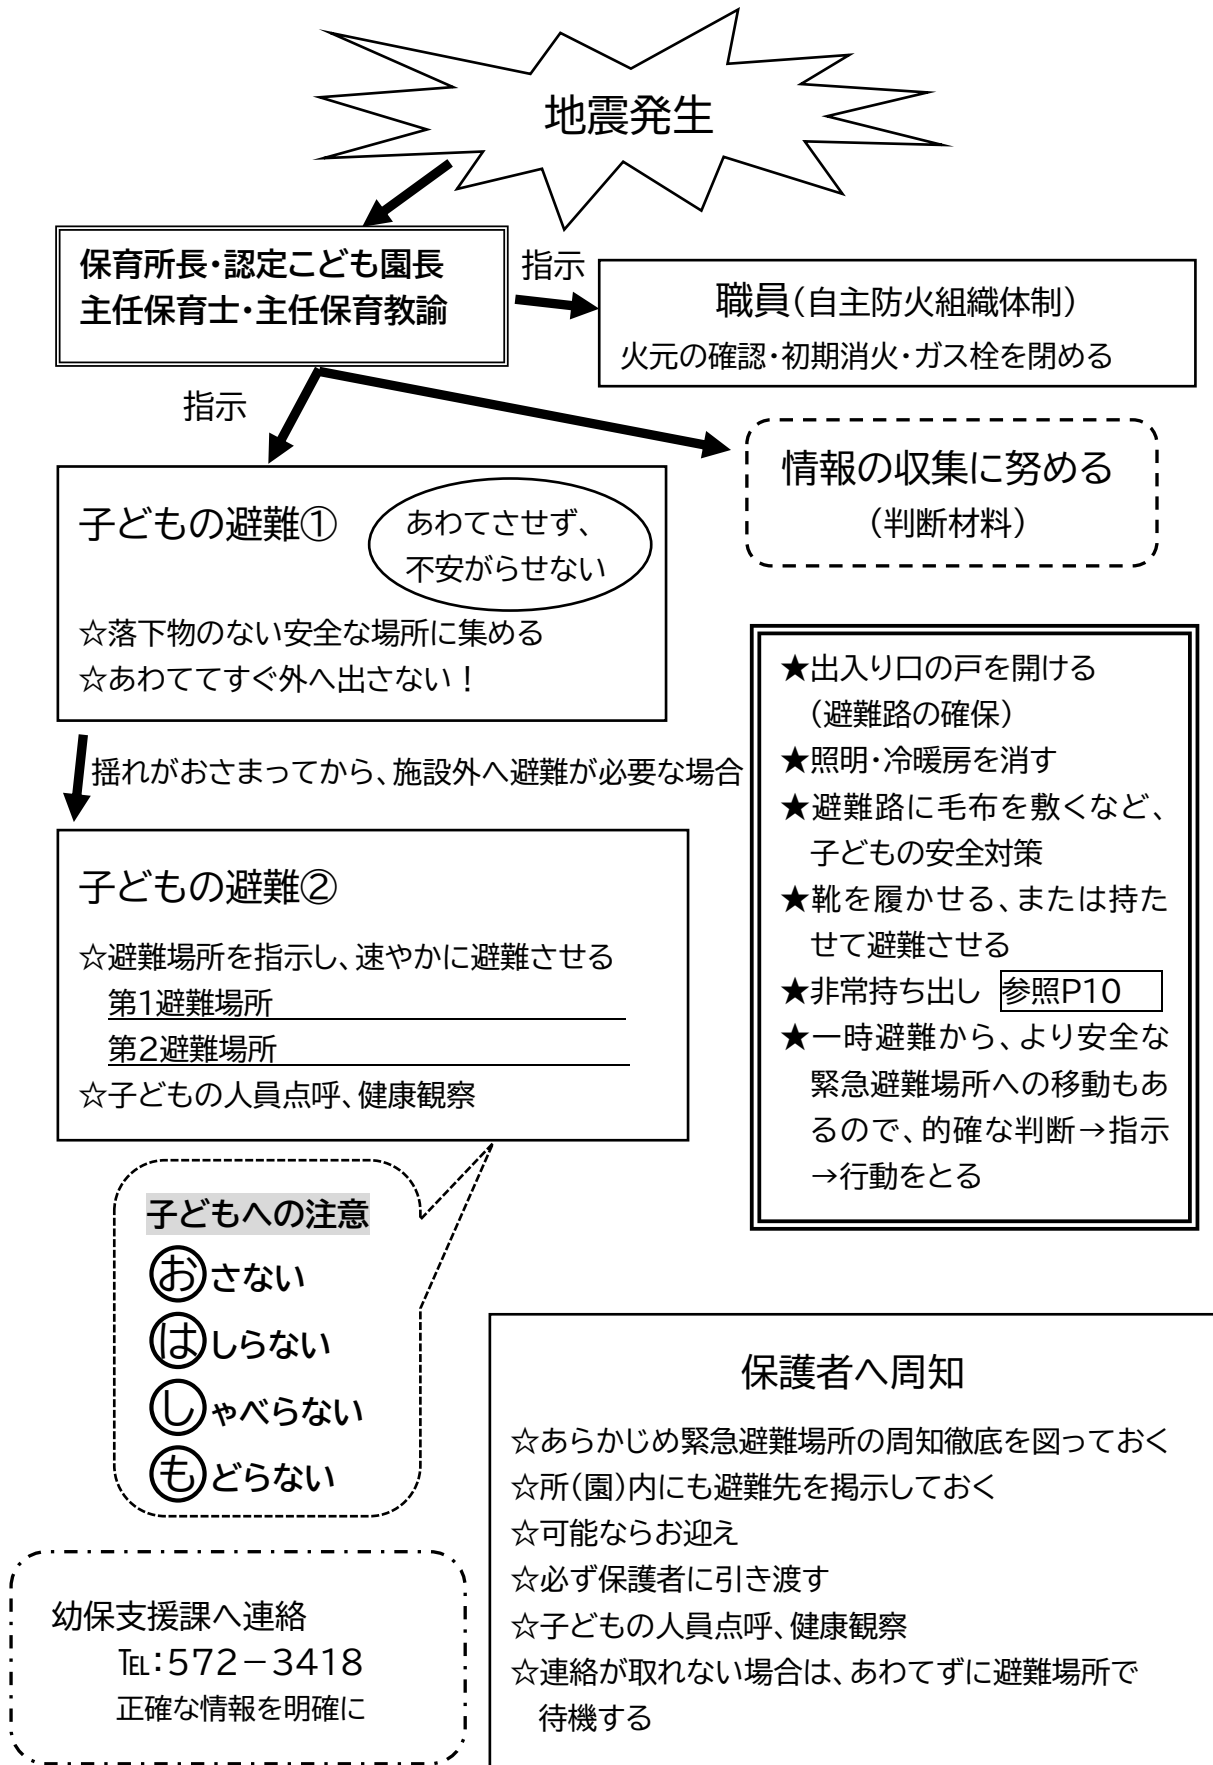 地震発生
保育所長・認定こども園長
主任保育士・主任保育教諭
指示
職員（自主防火組織体制）
火元の確認・初期消火・ガス栓を閉める
指示
情報の収集に努める
（判断材料）
子どもの避難①
あわてさせず、
不安がらせない
☆落下物のない安全な場所に集める
☆あわててすぐ外へ出さない！
揺れがおさまってから、施設外へ避難が必要な場合
子どもの避難②
☆避難場所を指示し、速やかに避難させる
第1避難場所
第2避難場所
☆子どもの人員点呼、健康観察
★出入り口の戸を開ける
（避難路の確保）
★照明・冷暖房を消す
★避難路に毛布を敷くなど、
子どもの安全対策
★靴を履かせる、または持た
せて避難させる
★非常持ち出し 参照P10
★一時避難から、より安全な
緊急避難場所への移動もあ
るので、的確な判断→指示
→行動をとる
子どもへの注意
おさない
はしらない
しゃべらない
もどらない
幼保支援課へ連絡
℡：572－3418
正確な情報を明確に
保護者へ周知
☆あらかじめ緊急避難場所の周知徹底を図っておく
☆所（園）内にも避難先を掲示しておく
☆可能ならお迎え
☆必ず保護者に引き渡す
☆子どもの人員点呼、健康観察
☆連絡が取れない場合は、あわてずに避難場所で
待機する